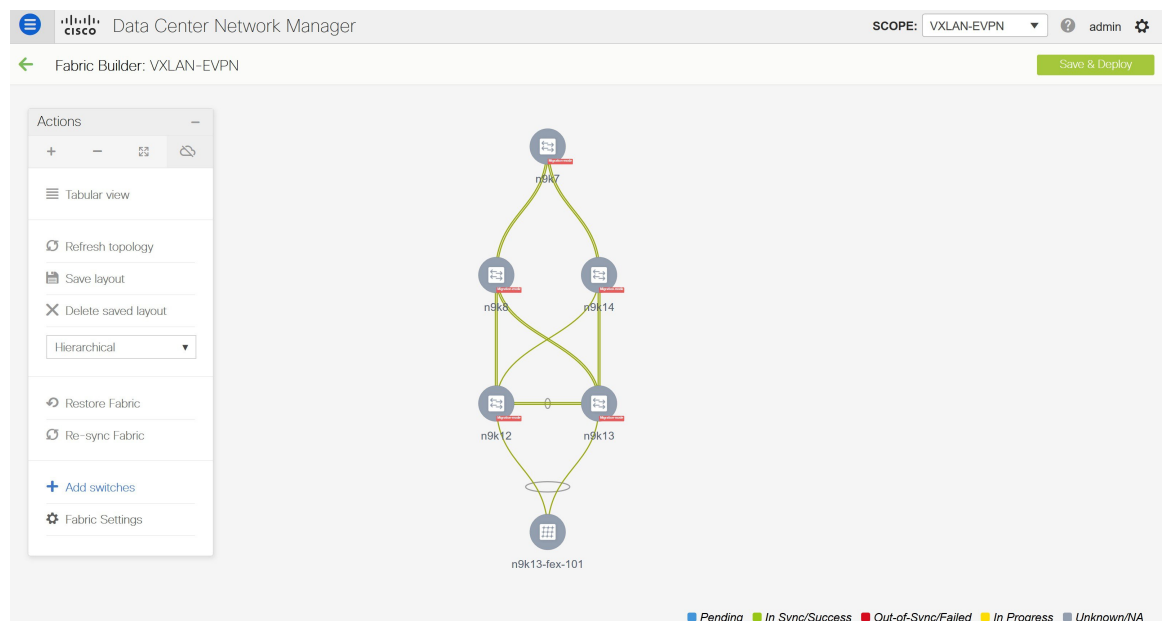 cisco Data Center Network Manager SCOPE: VXLAN-EVPN admin
Fabric Builder: VXLAN-EVPN Save & Deploy
Actions
Tabular view
Refresh topology
Save layout
Delete saved layout
Hierarchical
Restore Fabric
Re-sync Fabric
Add switches
Fabric Settings
n9k7
n9k8 n9k14
n9k12 n9k13
n9k13-fex-101
Pending In Sync/Success Out-of-Sync/Failed In Progress Unknown/NA